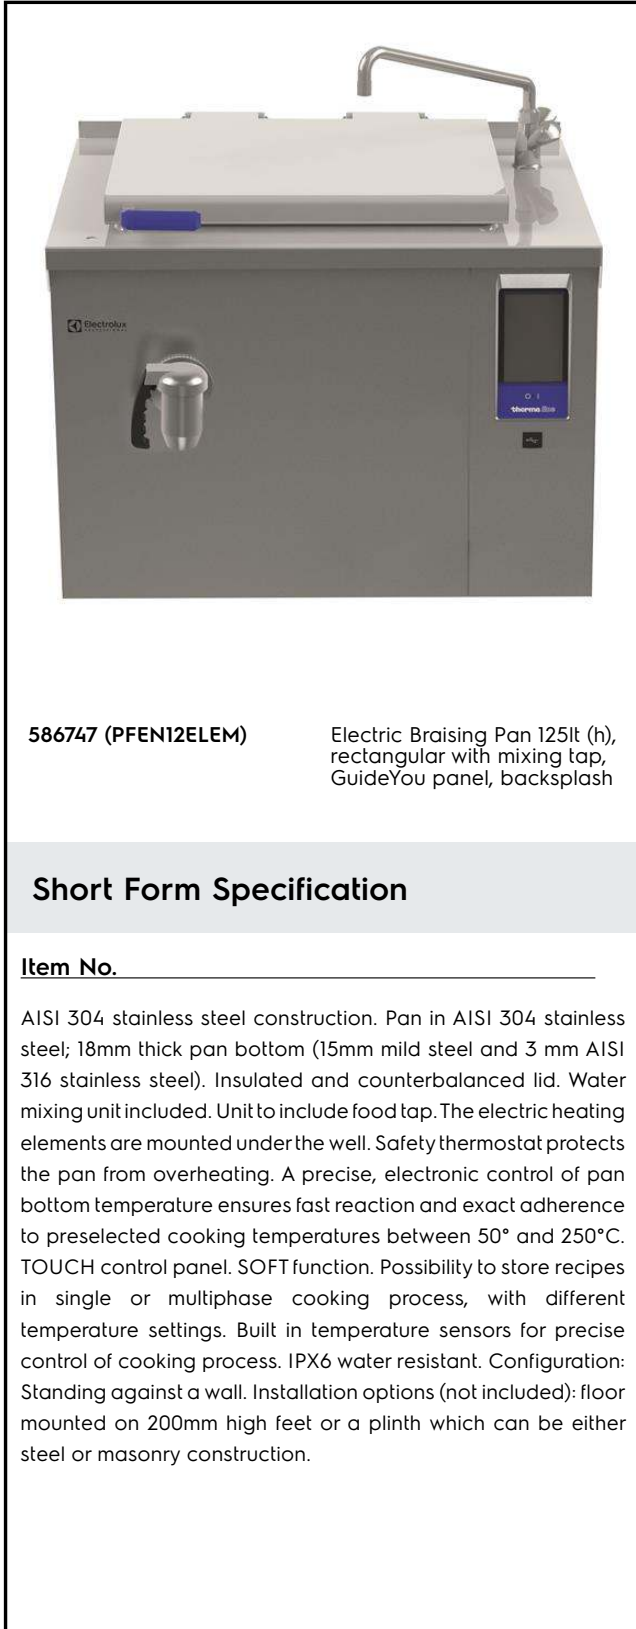 Electrolux
PROFESSIONAL
thermaline
586747 (PFEN12ELEM)
Electric Braising Pan 125lt (h),
rectangular with mixing tap,
GuideYou panel, backsplash
Short Form Specification
Item No.
AISI 304 stainless steel construction. Pan in AISI 304 stainless
steel; 18mm thick pan bottom (15mm mild steel and 3 mm AISI
316 stainless steel). Insulated and counterbalanced lid. Water
mixing unit included. Unit to include food tap. The electric heating
elements are mounted under the well. Safety thermostat protects
the pan from overheating. A precise, electronic control of pan
bottom temperature ensures fast reaction and exact adherence
to preselected cooking temperatures between 50° and 250°C.
TOUCH control panel. SOFT function. Possibility to store recipes
in single or multiphase cooking process, with different
temperature settings. Built in temperature sensors for precise
control of cooking process. IPX6 water resistant. Configuration:
Standing against a wall. Installation options (not included): floor
mounted on 200mm high feet or a plinth which can be either
steel or masonry construction.